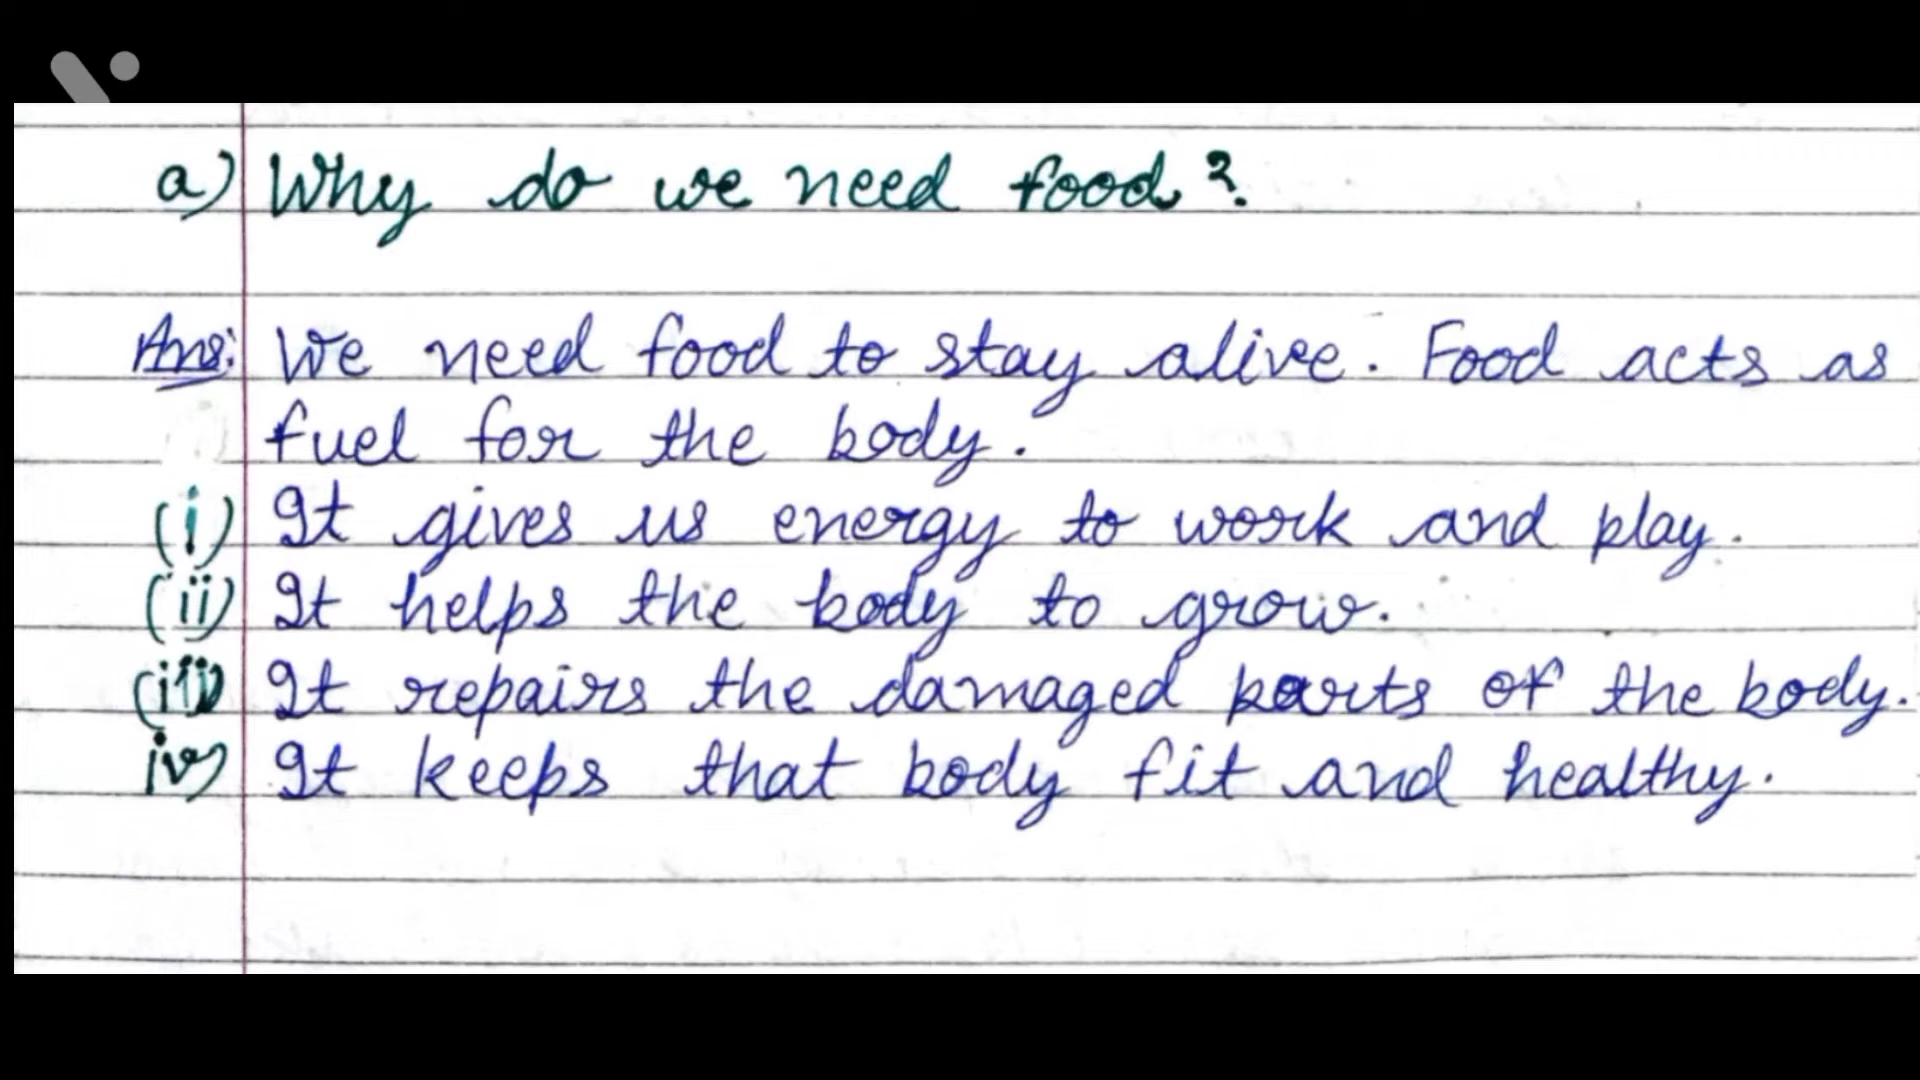 a) Why do we need food?
Ans: We need food to stay alive. Food acts as
fuel for the body.
(i) It gives us energy to work and play.
(ii) It helps the body to grow.
(iii) It repairs the damaged parts of the body.
iv) It keeps that body fit and healthy.